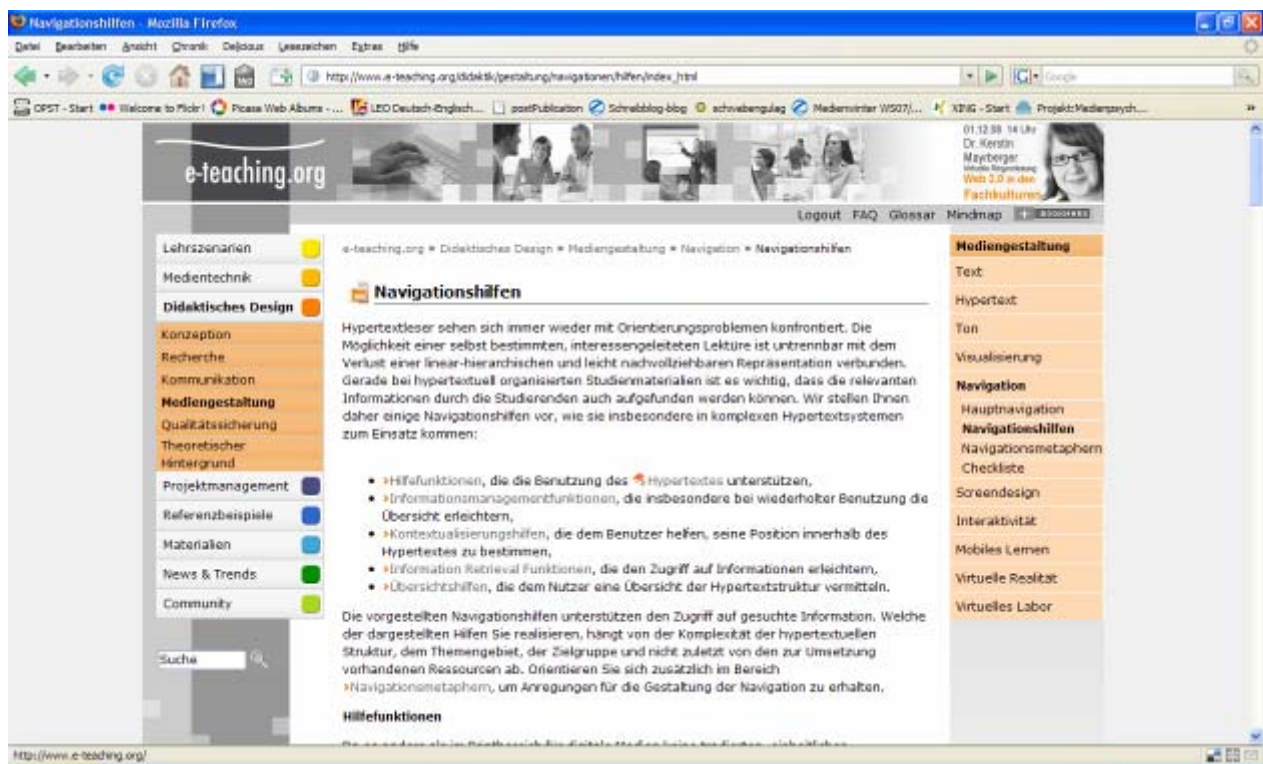 Navigationshilfen - Mozilla Firefox
Datei Bearbeiten Ansicht Chronik Del.icio.us Lesezeichen Extras Hilfe
http://www.e-teaching.org/didaktik/gestaltung/navigationen/hilfen/index_html
Google
OPST - Start Welcome to Flickr! Picasa Web Albums - ... LEO Deutsch-Englisch... postPublication Schreibblog-blog schwabengulag Medienwinter WS07/... XING - Start Projekt:Medienpsych... »
e-teaching.org
01.12.08 14 Uhr
Dr. Kerstin
Mayrberger
Web 2.0 in den
Fachkulturen
Logout FAQ Glossar Mindmap
Lehrszenarien
Medientechnik
Didaktisches Design
Konzeption
Recherche
Kommunikation
Mediengestaltung
Qualitätssicherung
Theoretischer
Hintergrund
Projektmanagement
Referenzbeispiele
Materialien
News & Trends
Community
Suche
e-teaching.org » Didaktisches Design » Mediengestaltung » Navigation » Navigationshilfen
Navigationshilfen
Hypertextleser sehen sich immer wieder mit Orientierungsproblemen konfrontiert. Die
Möglichkeit einer selbst bestimmten, interessengeleiteten Lektüre ist untrennbar mit dem
Verlust einer linear-hierarchischen und leicht nachvollziehbaren Repräsentation verbunden.
Gerade bei hypertextuell organisierten Studienmaterialien ist es wichtig, dass die relevanten
Informationen durch die Studierenden auch aufgefunden werden können. Wir stellen Ihnen
daher einige Navigationshilfen vor, wie sie insbesondere in komplexen Hypertextsystemen
zum Einsatz kommen:
• Hilfefunktionen, die die Benutzung des Hypertextes unterstützen,
• Informationsmanagementfunktionen, die insbesondere bei wiederholter Benutzung die
Übersicht erleichtern,
• Kontextualisierungshilfen, die dem Benutzer helfen, seine Position innerhalb des
Hypertextes zu bestimmen,
• Information Retrieval Funktionen, die den Zugriff auf Informationen erleichtern,
• Übersichtshilfen, die dem Nutzer eine Übersicht der Hypertextstruktur vermitteln.
Die vorgestellten Navigationshilfen unterstützen den Zugriff auf gesuchte Information. Welche
der dargestellten Hilfen Sie realisieren, hängt von der Komplexität der hypertextuellen
Struktur, dem Themengebiet, der Zielgruppe und nicht zuletzt von den zur Umsetzung
vorhandenen Ressourcen ab. Orientieren Sie sich zusätzlich im Bereich
Navigationsmetaphern, um Anregungen für die Gestaltung der Navigation zu erhalten.
Hilfefunktionen
Mediengestaltung
Text
Hypertext
Ton
Visualisierung
Navigation
Hauptnavigation
Navigationshilfen
Navigationsmetaphern
Checkliste
Screendesign
Interaktivität
Mobiles Lernen
Virtuelle Realität
Virtuelles Labor
http://www.e-teaching.org/